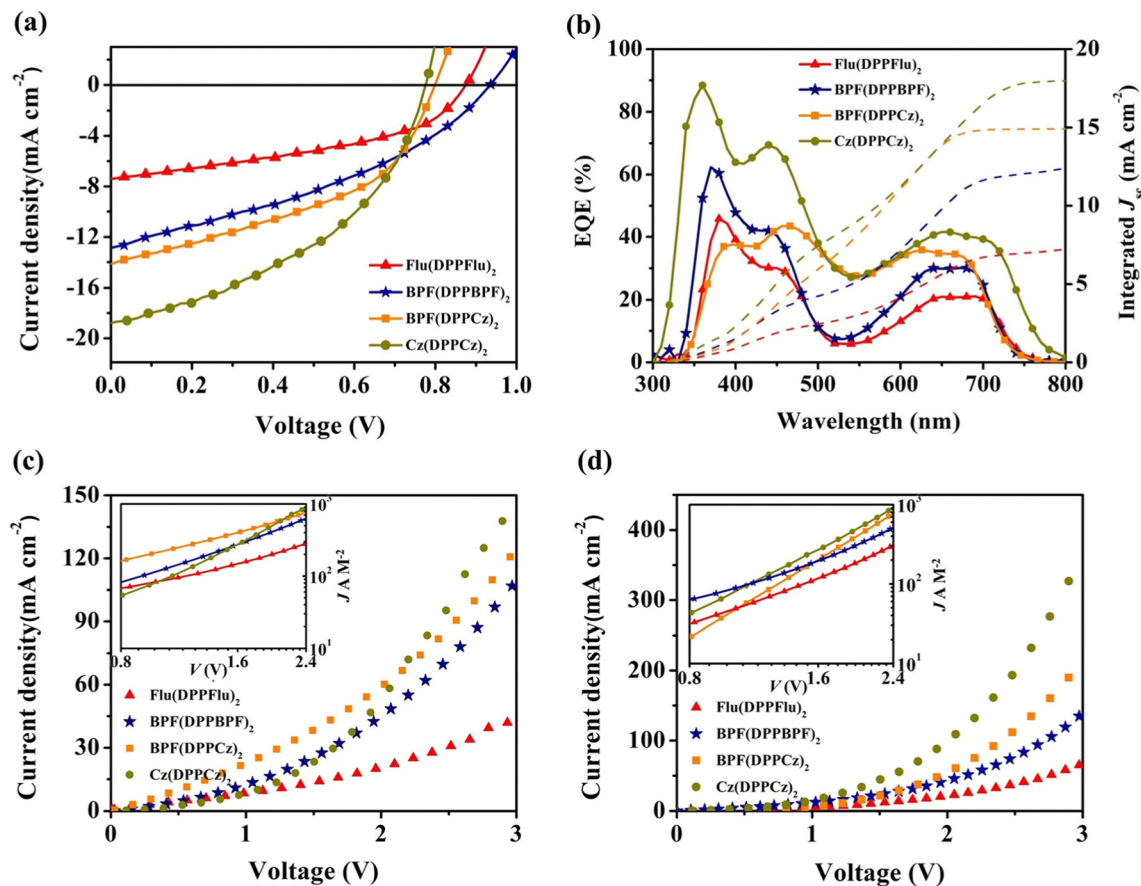 (a)
Current density(mA cm⁻²)
0
-4
-8
-12
-16
-20
Flu(DPPFlu)₂
BPF(DPPBPF)₂
BPF(DPPCz)₂
Cz(DPPCz)₂
0.0 0.2 0.4 0.6 0.8 1.0
Voltage (V)
(b)
EQE (%)
100
80
60
40
20
0
Flu(DPPFlu)₂
BPF(DPPBPF)₂
BPF(DPPCz)₂
Cz(DPPCz)₂
20
15
10
5
0
Integrated J (mA cm⁻²)
300 400 500 600 700 800
Wavelength (nm)
(c)
Current density(mA cm⁻²)
150
120
90
60
30
0
10³
10²
10¹
J A M⁻²
0.8 1.6 2.4
V (V)
Flu(DPPFlu)₂
BPF(DPPBPF)₂
BPF(DPPCz)₂
Cz(DPPCz)₂
0 1 2 3
Voltage (V)
(d)
Current density(mA cm⁻²)
400
300
200
100
0
10³
10²
10¹
J A M⁻²
0.8 1.6 2.4
V (V)
Flu(DPPFlu)₂
BPF(DPPBPF)₂
BPF(DPPCz)₂
Cz(DPPCz)₂
0 1 2 3
Voltage (V)